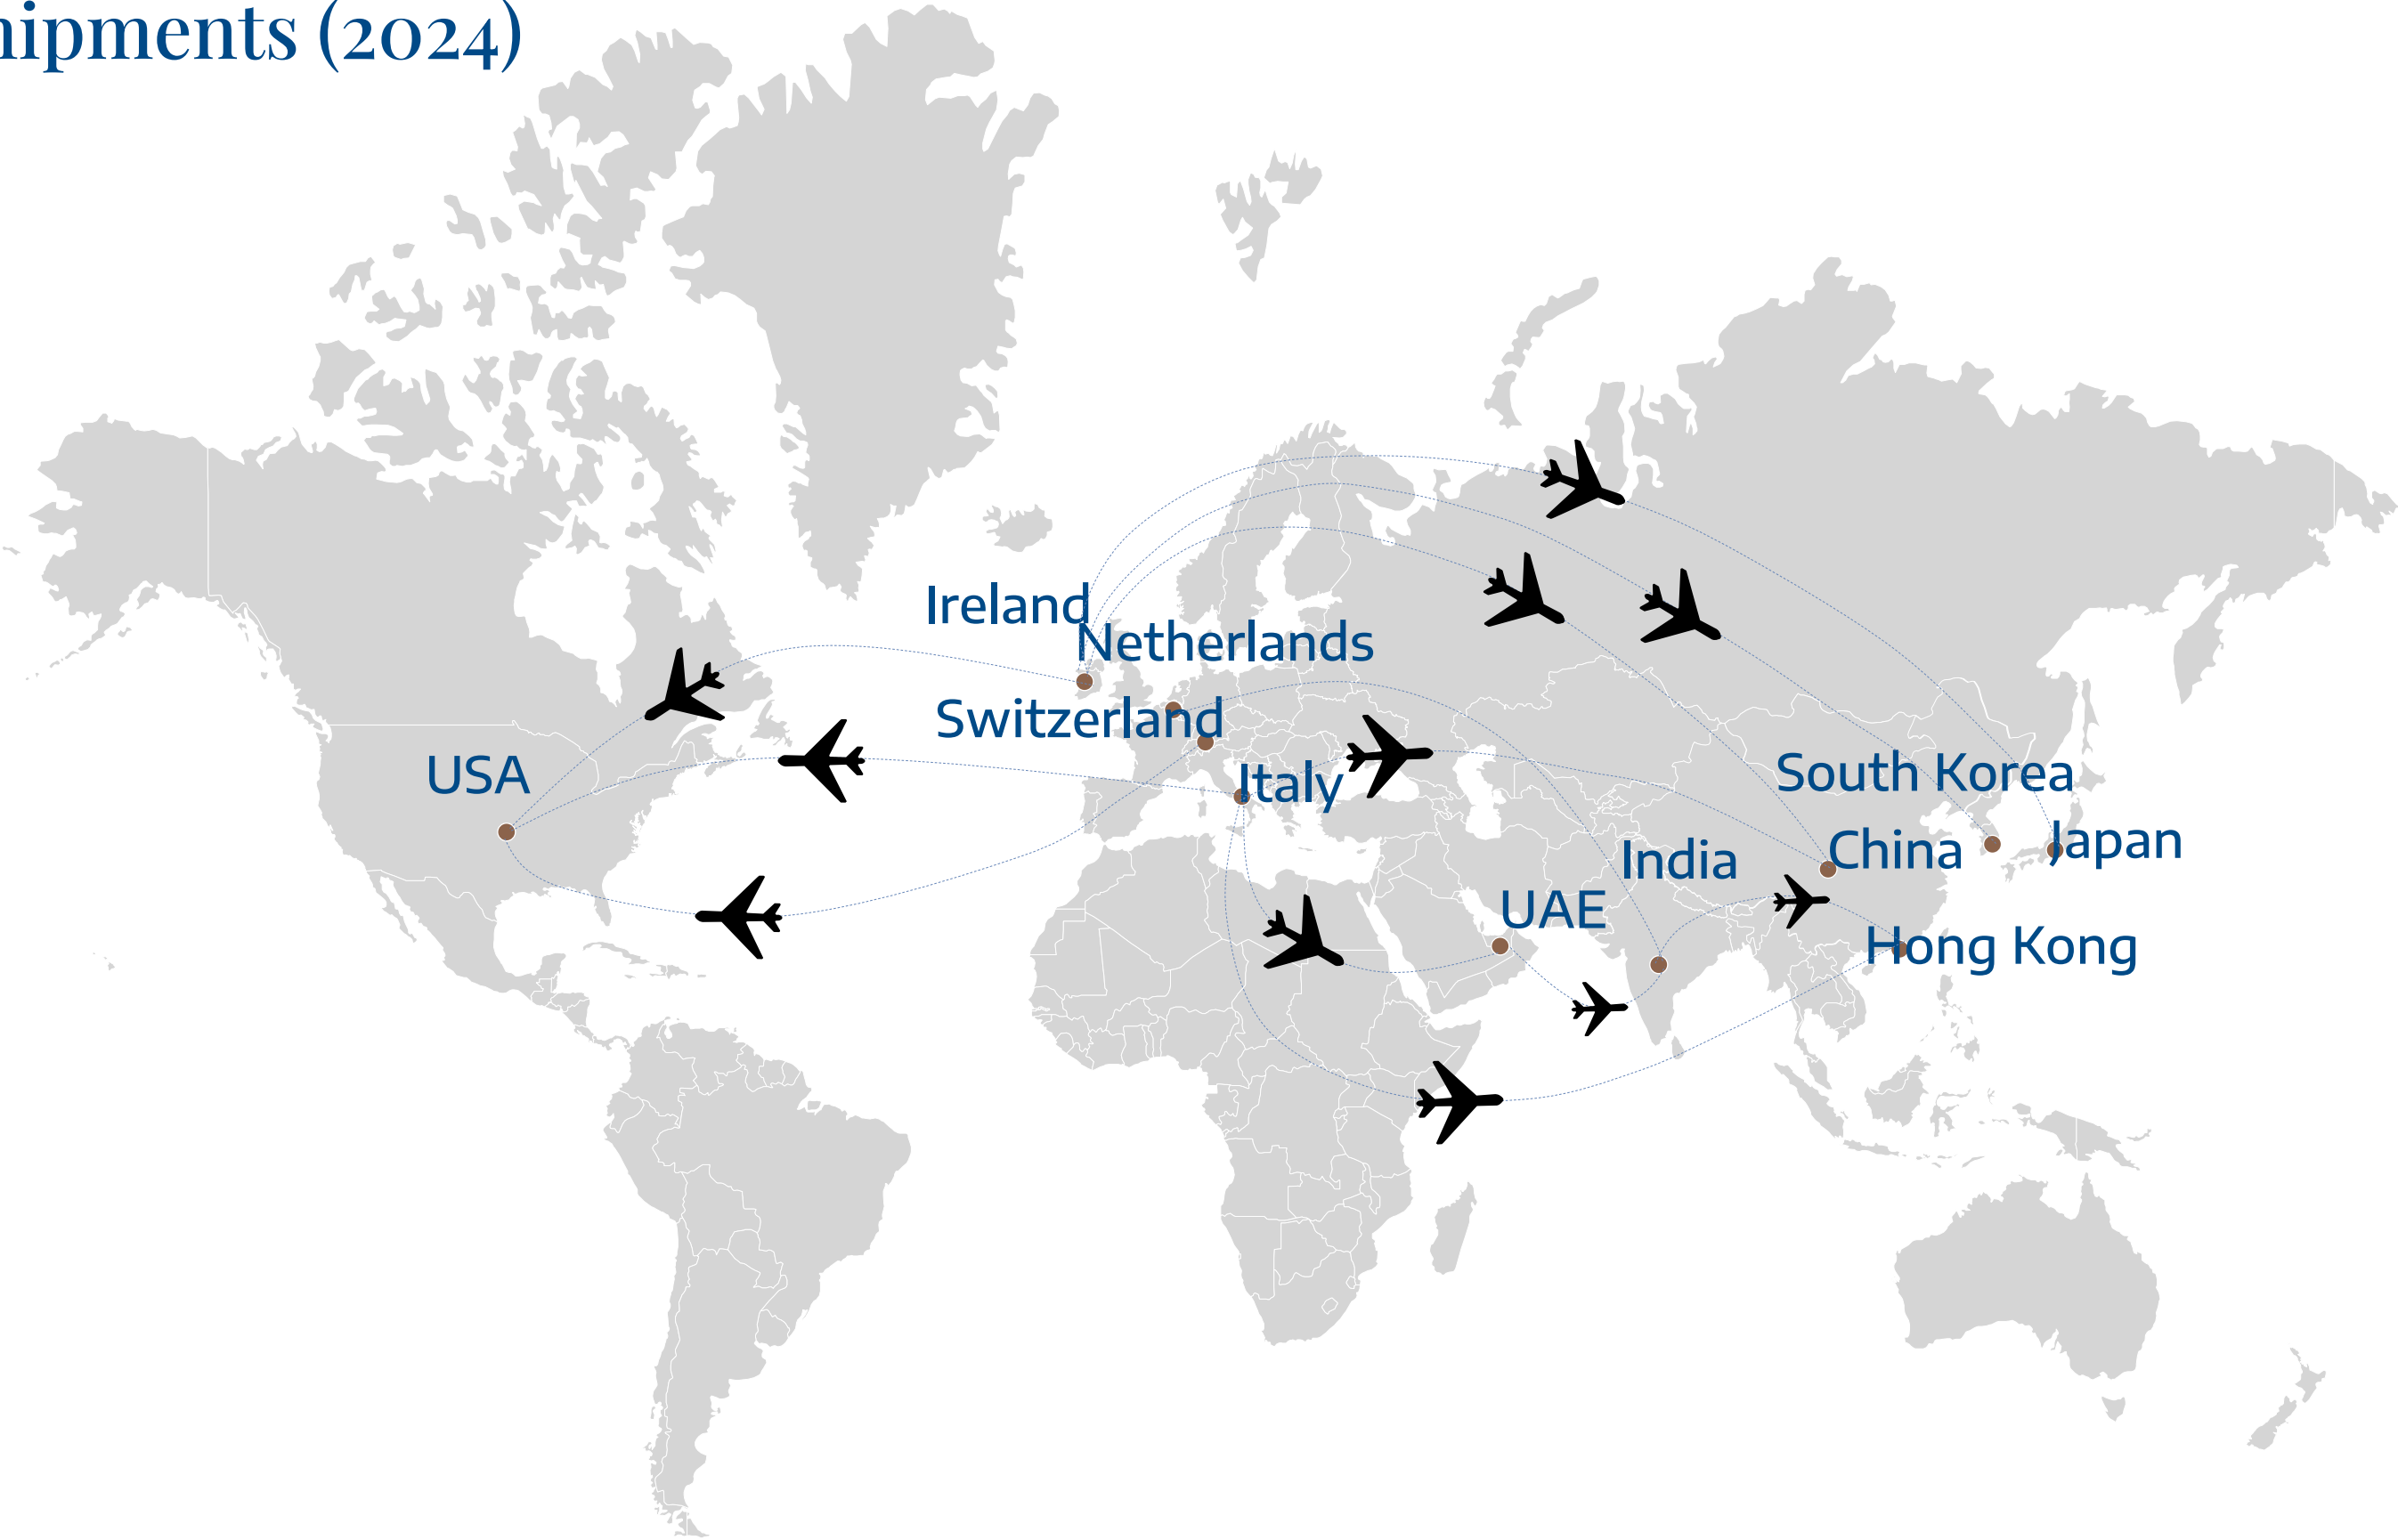 ipments (2024)
Ireland
Netherlands
Switzerland
USA
Italy
South Korea
India
China
Japan
UAE
Hong Kong